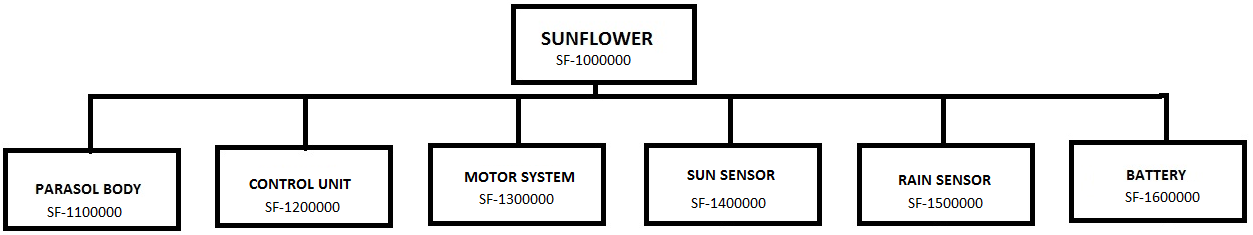 SUNFLOWER
SF-1000000
PARASOL BODY
SF-1100000
CONTROL UNIT
SF-1200000
MOTOR SYSTEM
SF-1300000
SUN SENSOR
SF-1400000
RAIN SENSOR
SF-1500000
BATTERY
SF-1600000